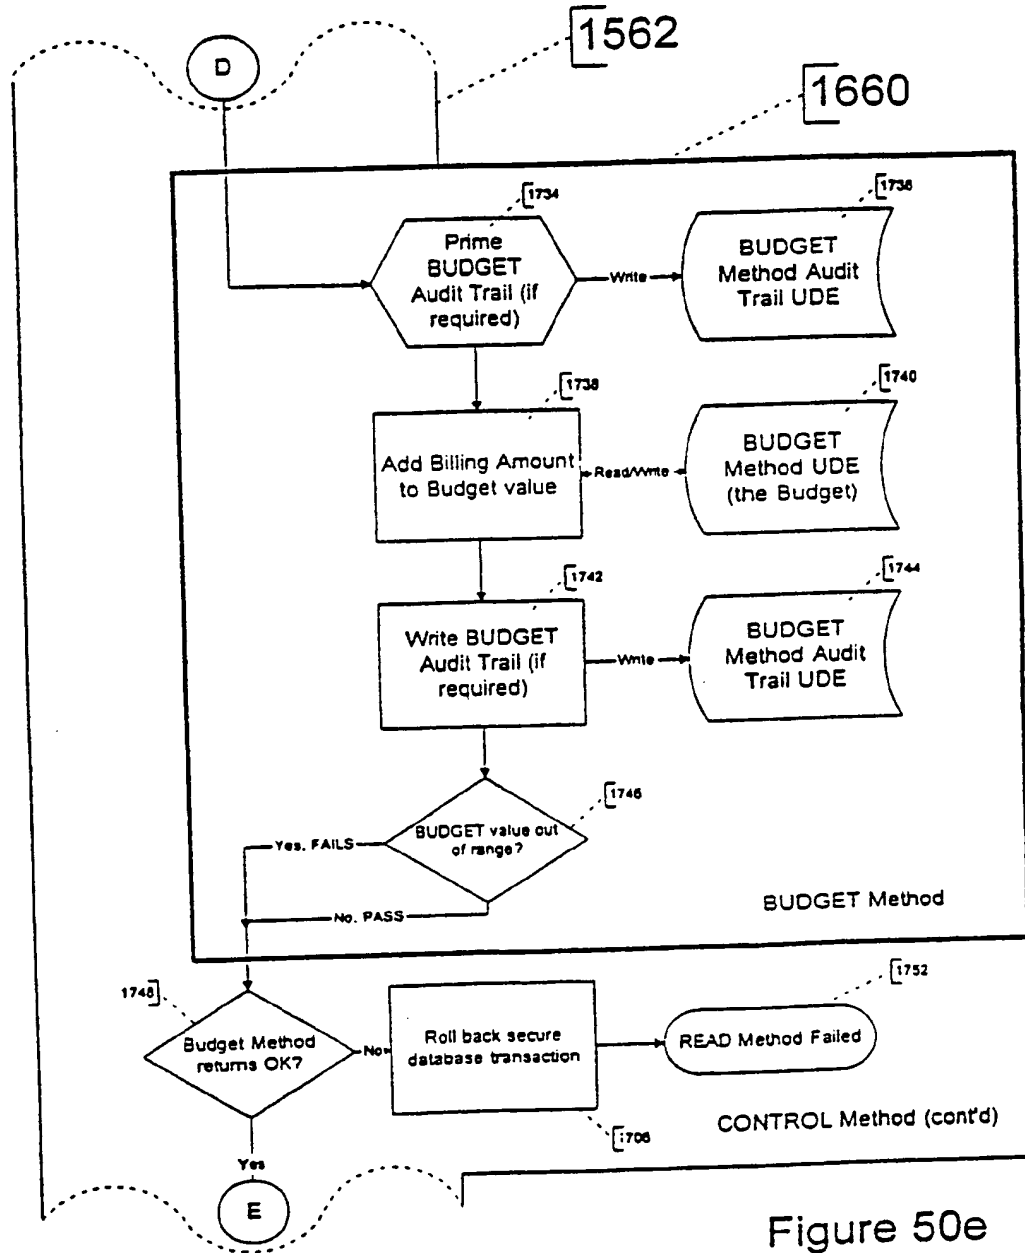 1562
D
1660
1734
Prime
BUDGET
Audit Trail (if
required)
Write
1736
BUDGET
Method Audit
Trail UDE
1738
Add Billing Amount
to Budget value
Read/Write
1740
BUDGET
Method UDE
(the Budget)
1742
Write BUDGET
Audit Trail (if
required)
Write
1744
BUDGET
Method Audit
Trail UDE
1746
BUDGET value out
of range?
Yes, FAILS
No, PASS
BUDGET Method
1748
Budget Method
returns OK?
No
Roll back secure
database transaction
1706
1752
READ Method Failed
CONTROL Method (cont'd)
Yes
E
Figure 50e